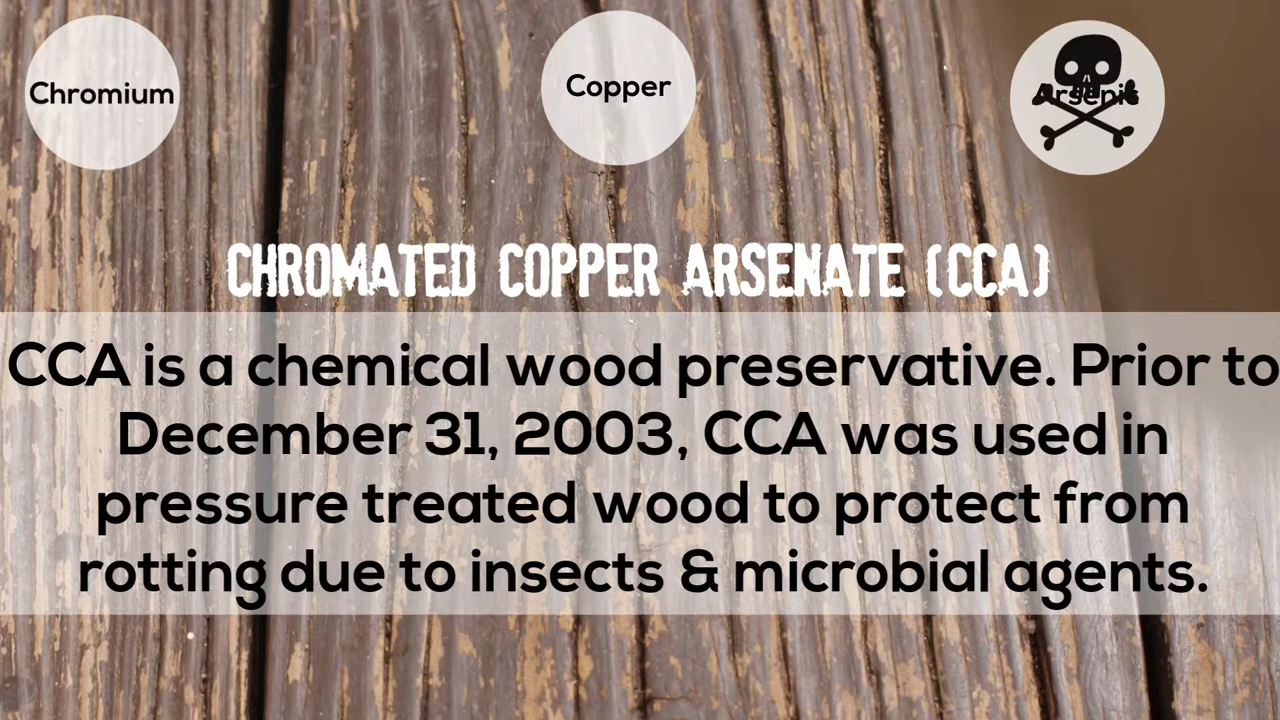 Chromium
Copper
Arsenic
CHROMATED COPPER ARSENATE (CCA)
CCA is a chemical wood preservative. Prior to
December 31, 2003, CCA was used in
pressure treated wood to protect from
rotting due to insects & microbial agents.